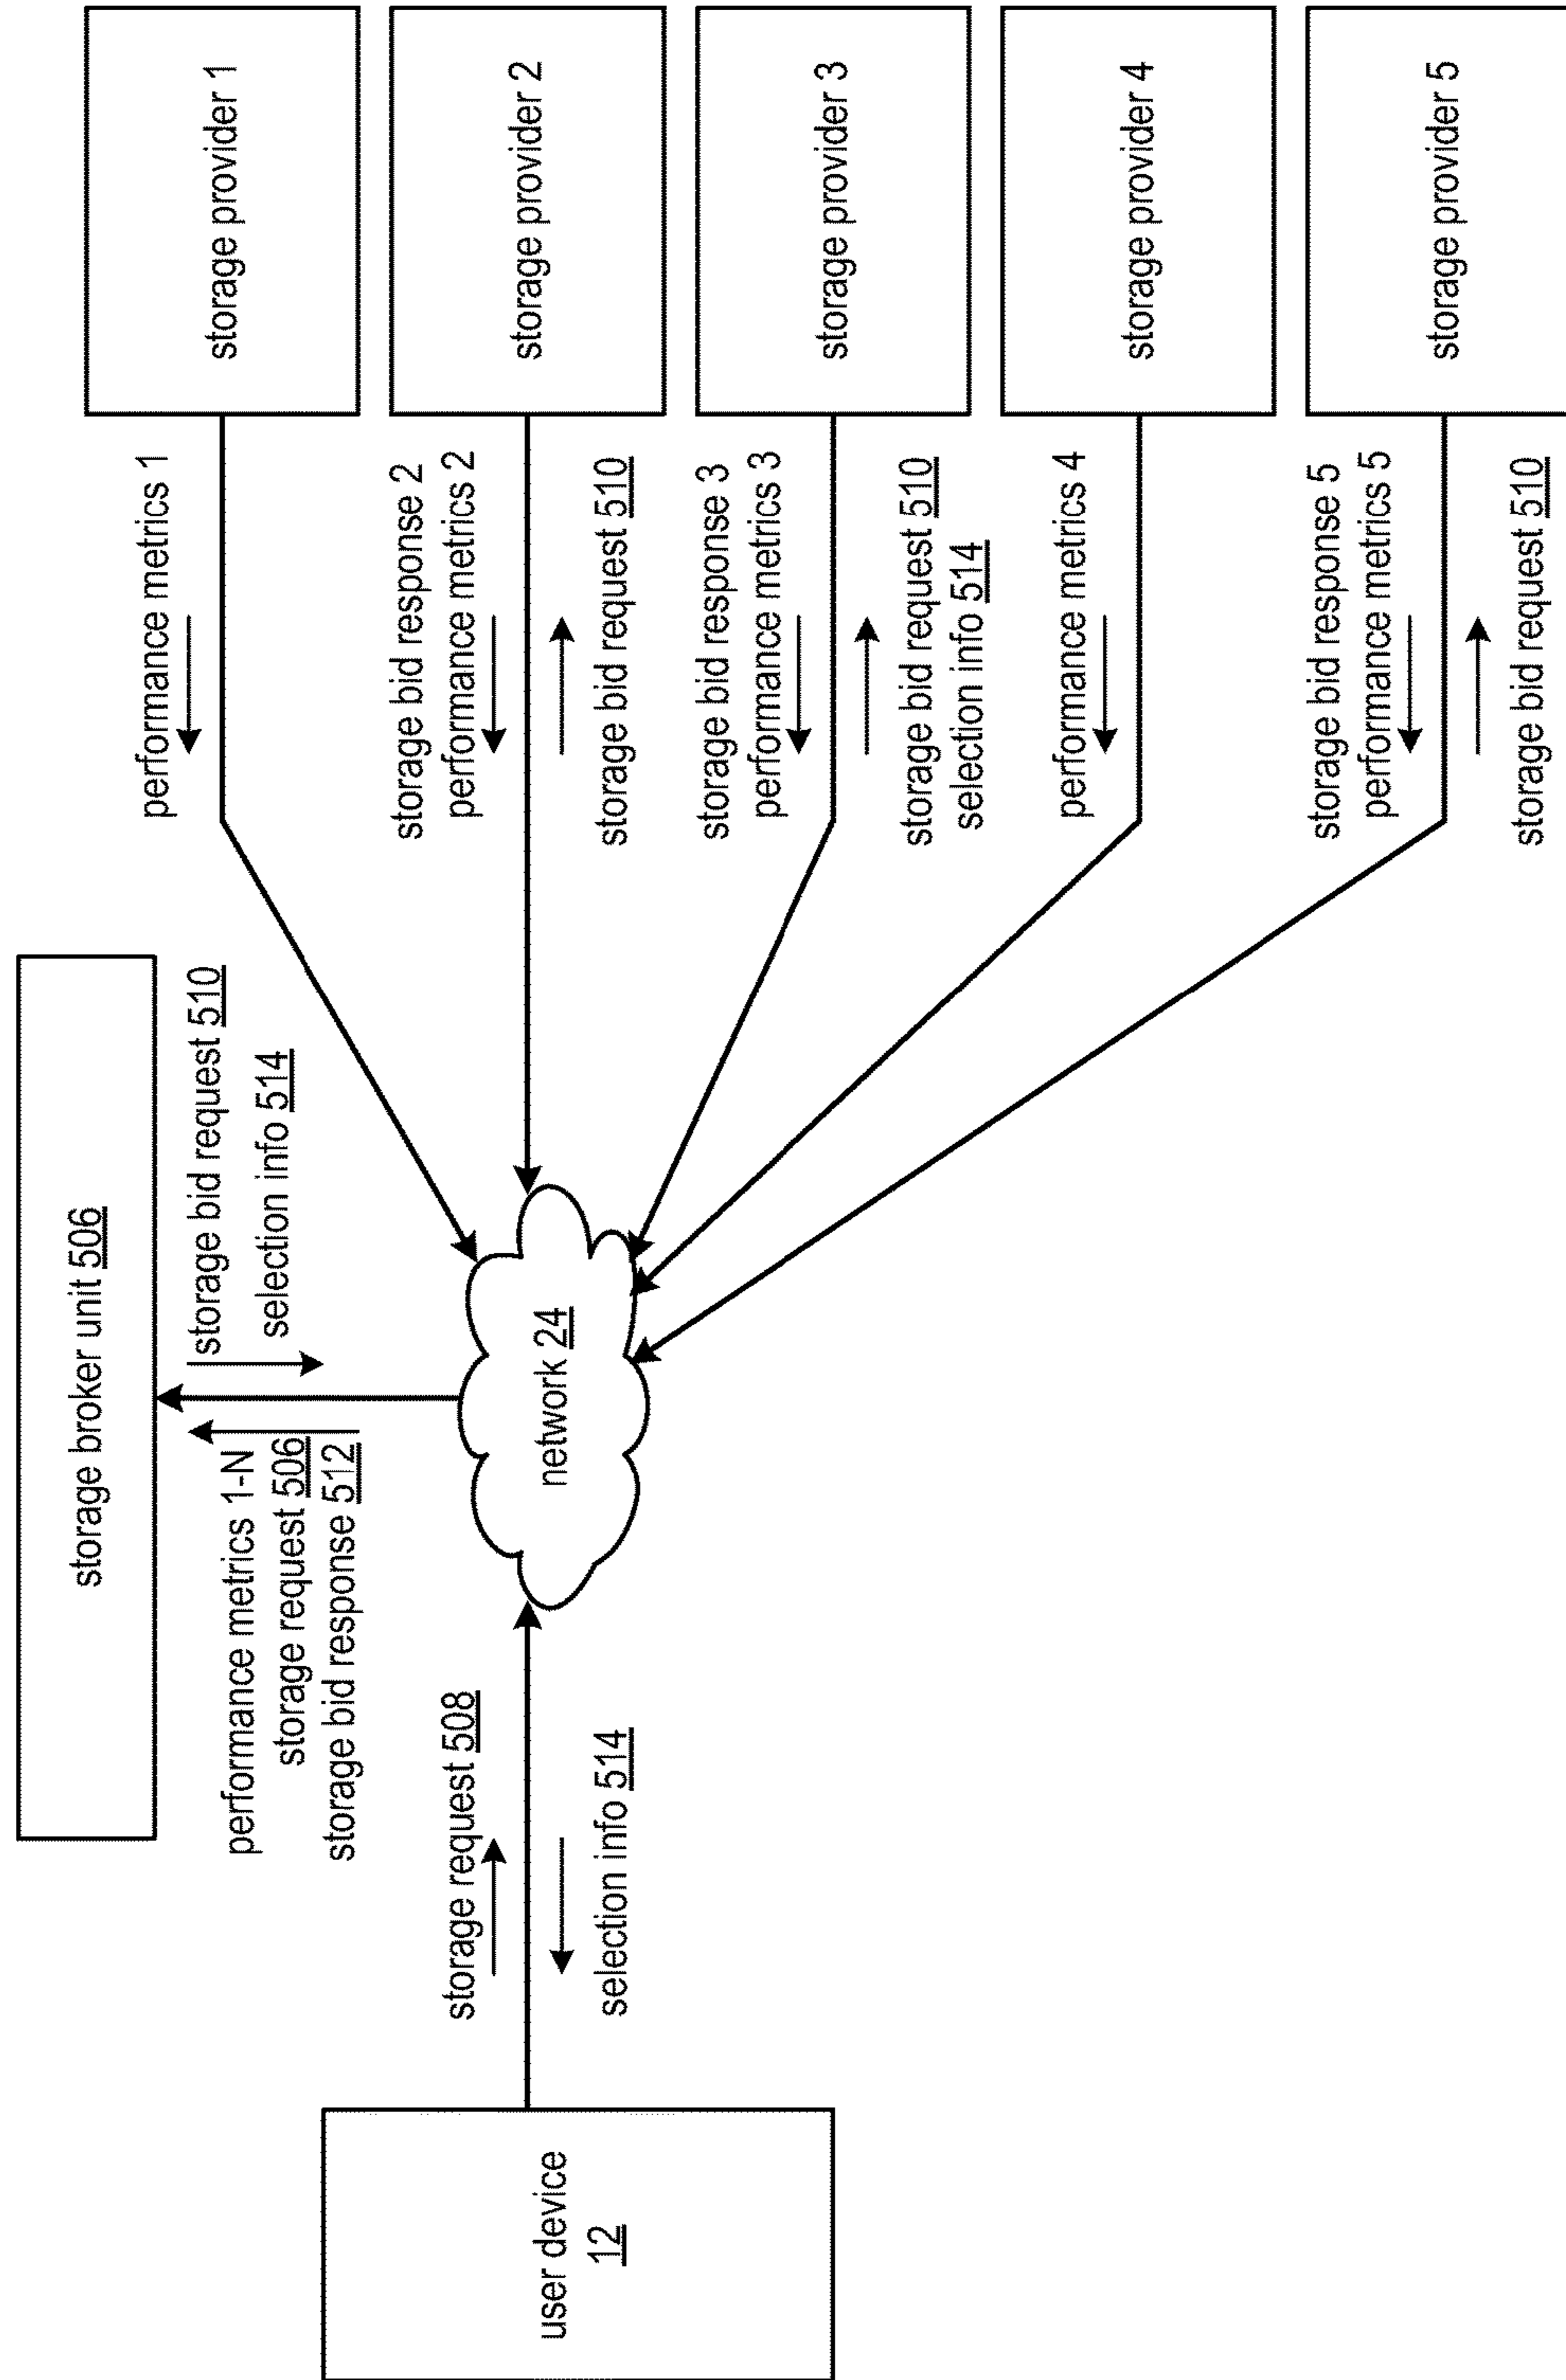 storage broker unit 506
storage bid request 510
selection info 514
performance metrics 1-N
storage request 506
storage bid response 512
user device
12
storage request 508
selection info 514
network 24
performance metrics 1
storage provider 1
storage bid response 2
performance metrics 2
storage bid request 510
storage provider 2
storage bid response 3
performance metrics 3
storage bid request 510
selection info 514
storage provider 3
performance metrics 4
storage provider 4
storage bid response 5
performance metrics 5
storage bid request 510
storage provider 5